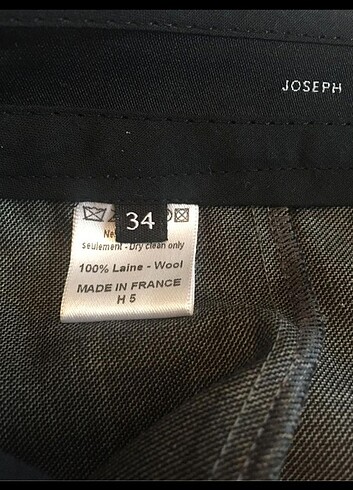 JOSEPH
34
seulement - Dry clean only
100% Laine - Wool
MADE IN FRANCE
H 5